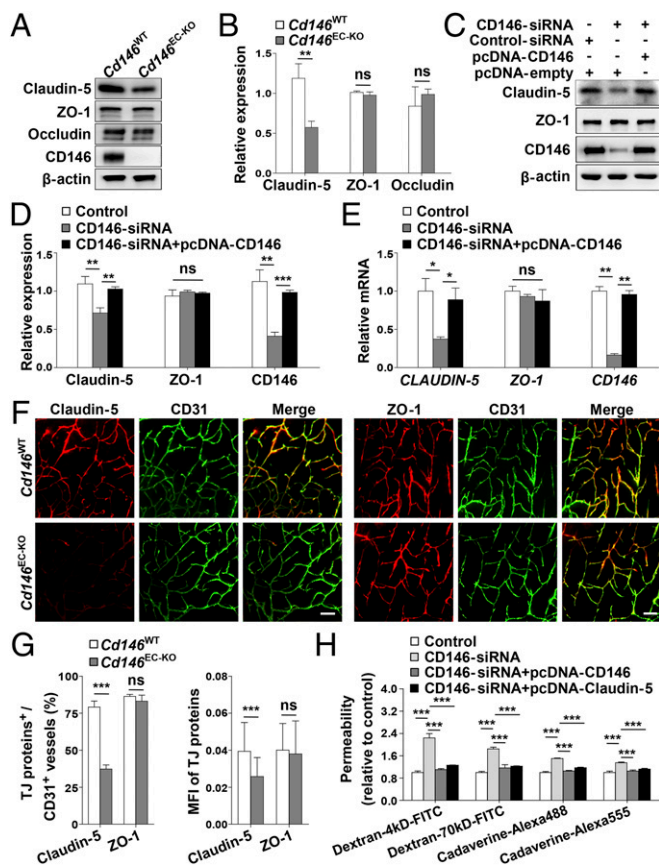 A
Cd146WT
Cd146EC-KO
Claudin-5
ZO-1
Occludin
CD146
β-actin
B
Cd146WT
Cd146EC-KO
Relative expression
1.5
1.0
0.5
0.0
**
ns
ns
Claudin-5 ZO-1 Occludin
C
CD146-siRNA - + +
Control-siRNA + - -
pcDNA-CD146 - - +
pcDNA-empty + + -
Claudin-5
ZO-1
CD146
β-actin
D
Control
CD146-siRNA
CD146-siRNA+pcDNA-CD146
Relative expression
1.5
1.0
0.5
0.0
** **
ns
** ***
Claudin-5 ZO-1 CD146
E
Control
CD146-siRNA
CD146-siRNA+pcDNA-CD146
Relative mRNA
1.5
1.0
0.5
0.0
* *
ns
** **
CLAUDIN-5 ZO-1 CD146
F
Claudin-5 CD31 Merge ZO-1 CD31 Merge
Cd146WT
Cd146EC-KO
G
Cd146WT
Cd146EC-KO
TJ proteins+ /
CD31+ vessels (%)
100
75
50
25
0
***
ns
Claudin-5
ZO-1
MFI of TJ proteins
0.08
0.06
0.04
0.02
0.00
***
ns
Claudin-5
ZO-1
H
Control
CD146-siRNA
CD146-siRNA+pcDNA-CD146
CD146-siRNA+pcDNA-Claudin-5
Permeability
(relative to control)
3.0
2.0
1.0
0.0
*** *** ***
*** *** ***
*** *** ***
*** *** ***
Dextran-4kD-FITC
Dextran-70kD-FITC
Cadaverine-Alexa488
Cadaverine-Alexa555